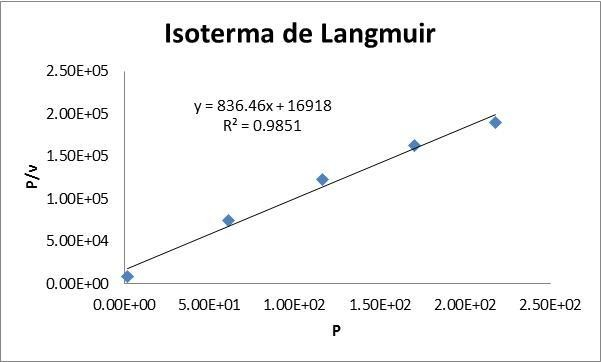 Isoterma de Langmuir
2.50E+05
2.00E+05
1.50E+05
1.00E+05
5.00E+04
0.00E+00
P/v
y = 836.46x + 16918
R² = 0.9851
0.00E+00 5.00E+01 1.00E+02 1.50E+02 2.00E+02 2.50E+02
P